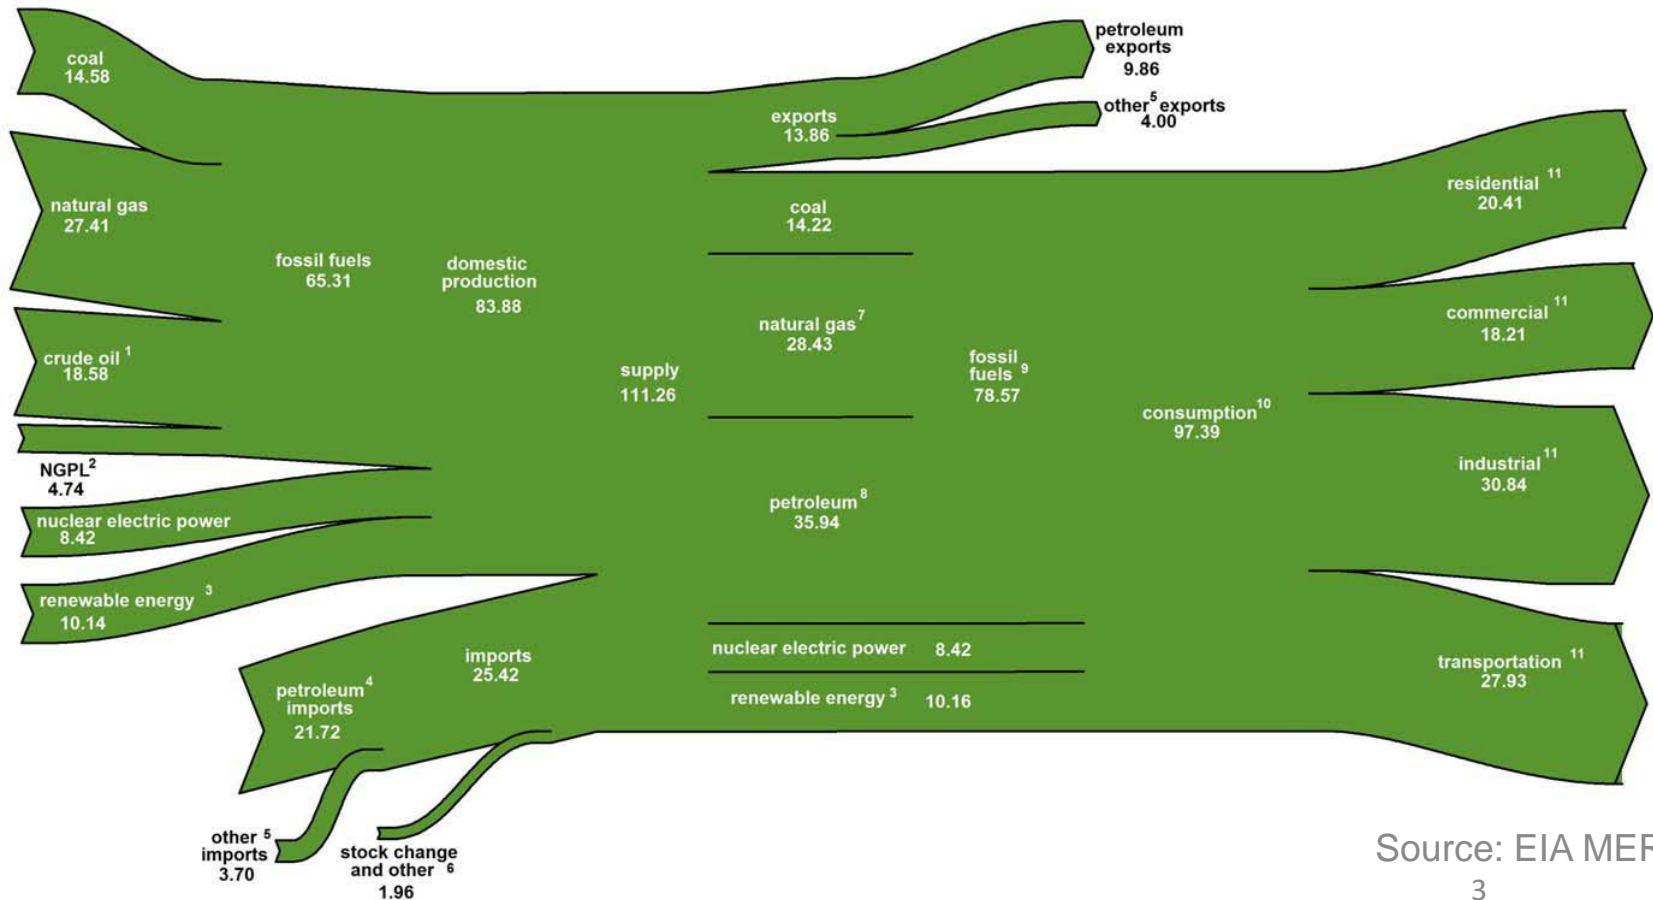 coal
14.58
natural gas
27.41
crude oil 1
18.58
NGPL2
4.74
nuclear electric power
8.42
renewable energy 3
10.14
fossil fuels
65.31
domestic
production
83.88
petroleum4
imports
21.72
imports
25.42
other 5
imports
3.70
stock change
and other 6
1.96
supply
111.26
exports
13.86
petroleum
exports
9.86
other5 exports
4.00
coal
14.22
natural gas7
28.43
petroleum8
35.94
nuclear electric power 8.42
renewable energy 3 10.16
fossil
fuels 9
78.57
consumption10
97.39
residential 11
20.41
commercial 11
18.21
industrial 11
30.84
transportation 11
27.93
Source: EIA MER
3